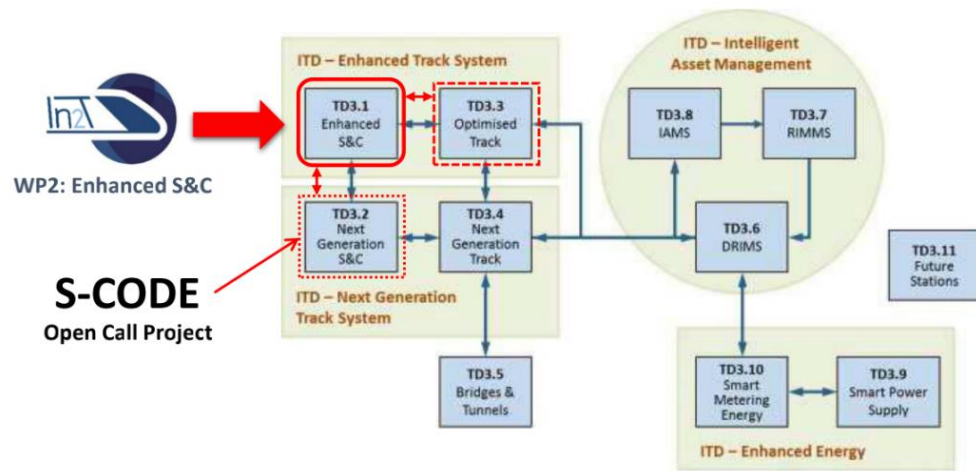 In2T
WP2: Enhanced S&C
S-CODE
Open Call Project
ITD – Enhanced Track System
TD3.1
Enhanced
S&C
TD3.3
Optimised
Track
TD3.2
Next
Generation
S&C
TD3.4
Next
Generation
Track
ITD – Next Generation
Track System
TD3.5
Bridges &
Tunnels
ITD – Intelligent
Asset Management
TD3.8
IAMS
TD3.7
RIMMS
TD3.6
DRIMS
TD3.11
Future
Stations
TD3.10
Smart
Metering
Energy
TD3.9
Smart Power
Supply
ITD – Enhanced Energy